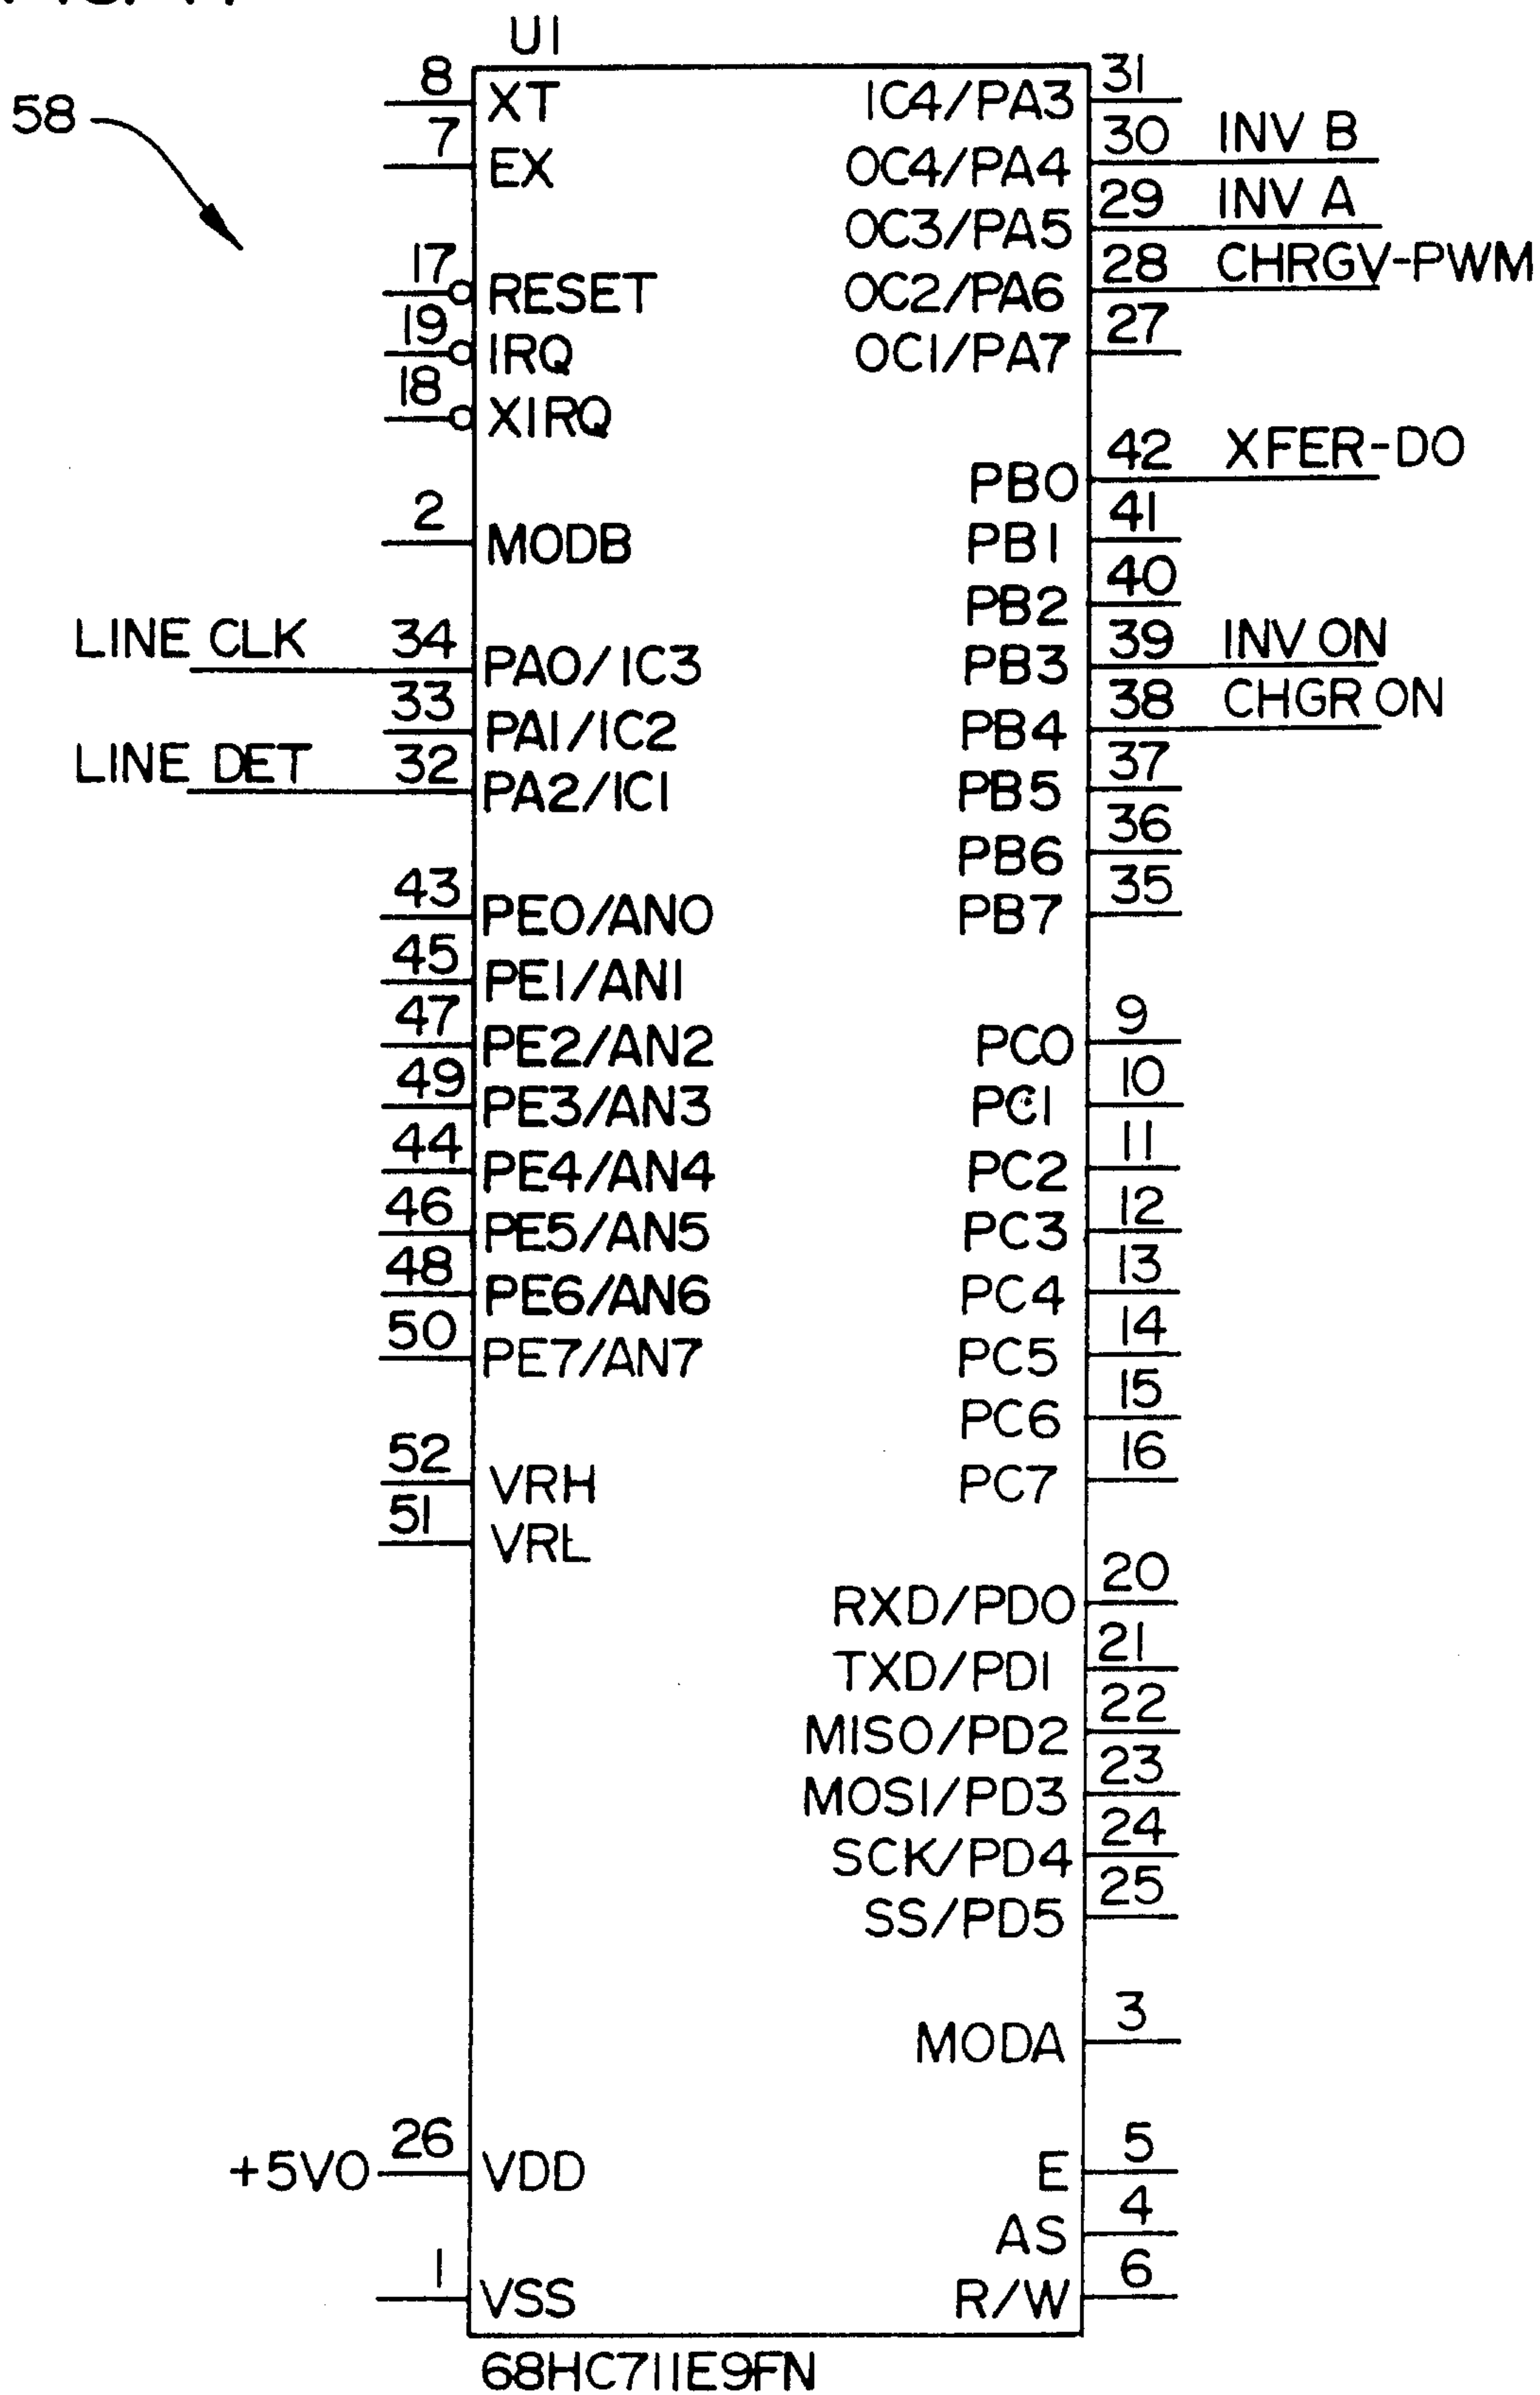 U1
58
8 XT
7 EX
17 RESET
19 IRQ
18 XIRQ
2 MODB
LINE CLK 34 PA0/IC3
33 PA1/IC2
LINE DET 32 PA2/IC1
43 PE0/AN0
45 PE1/AN1
47 PE2/AN2
49 PE3/AN3
44 PE4/AN4
46 PE5/AN5
48 PE6/AN6
50 PE7/AN7
52 VRH
51 VRL
+5V0 26 VDD
1 VSS
IC4/PA3 31
OC4/PA4 30 INV B
OC3/PA5 29 INV A
OC2/PA6 28 CHRGV-PWM
OC1/PA7 27
PB0 42 XFER-DO
PB1 41
PB2 40
PB3 39 INV ON
PB4 38 CHGR ON
PB5 37
PB6 36
PB7 35
PC0 9
PC1 10
PC2 11
PC3 12
PC4 13
PC5 14
PC6 15
PC7 16
RXD/PD0 20
TXD/PD1 21
MISO/PD2 22
MOSI/PD3 23
SCK/PD4 24
SS/PD5 25
MODA 3
E 5
AS 4
R/W 6
68HC711E9FN